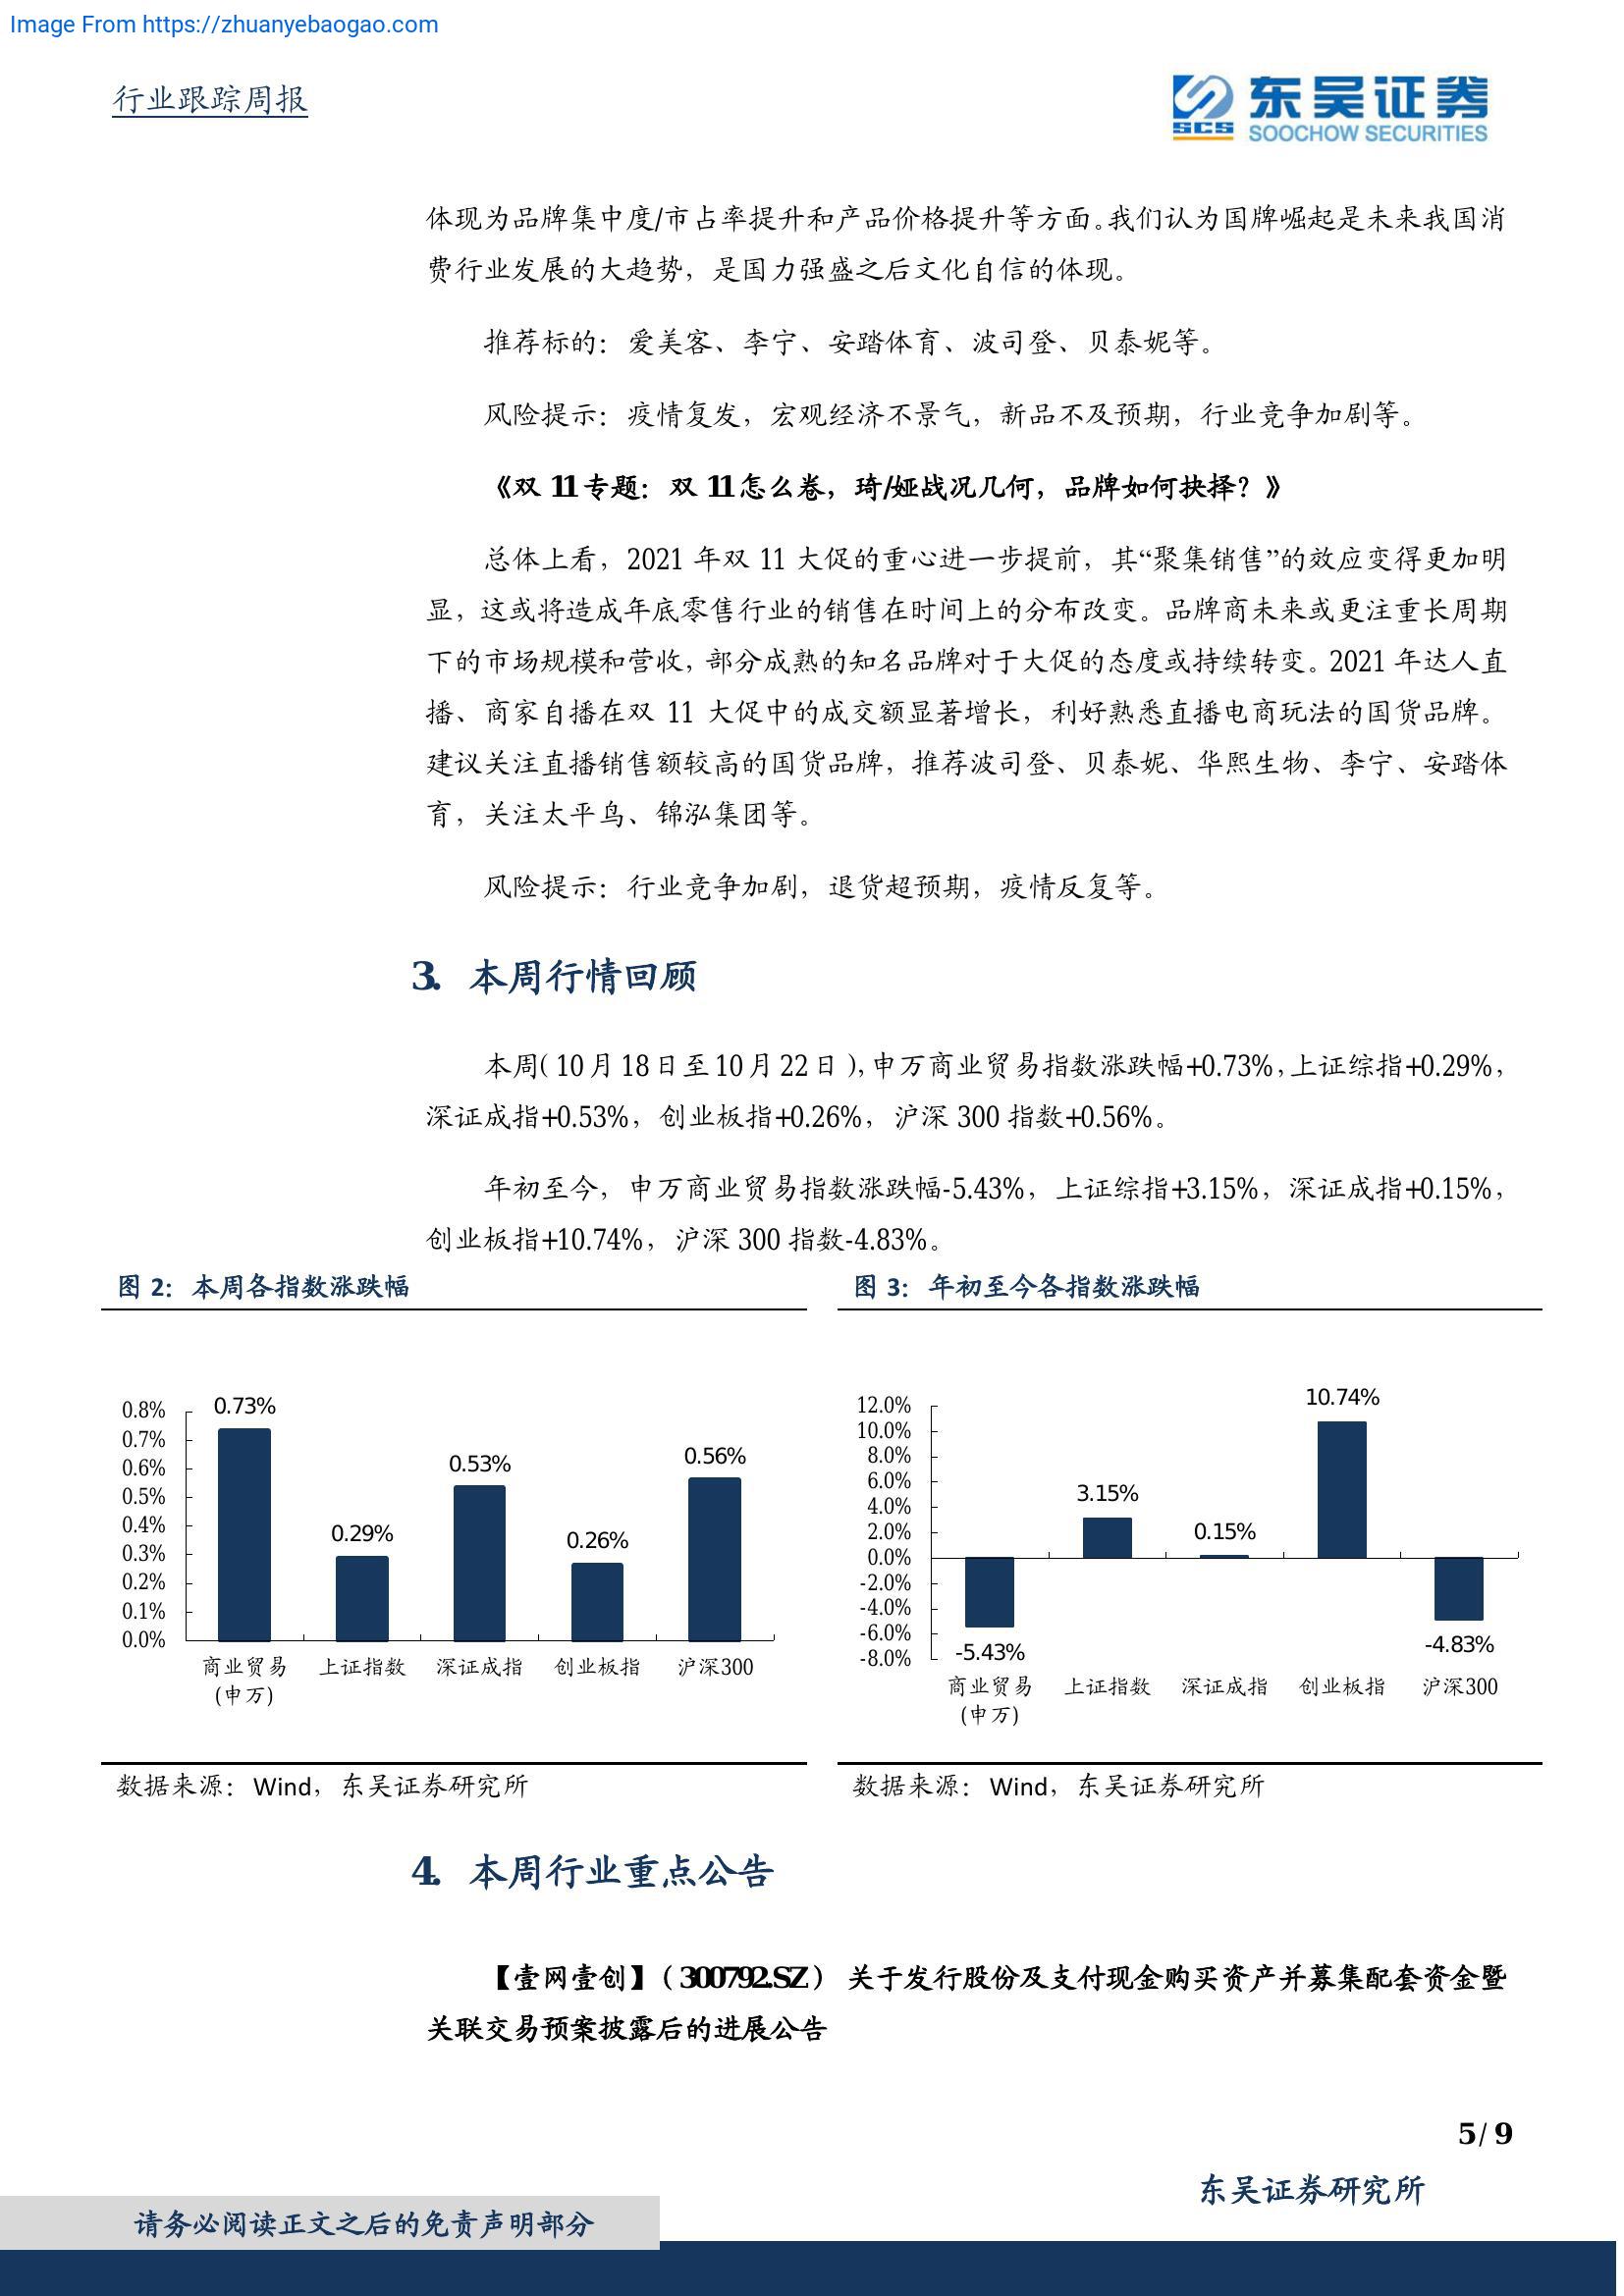 Image From https://zhuanyebaogao.com
行业跟踪周报
SCS 东吴证券
SOOCHOW SECURITIES
体现为品牌集中度/市占率提升和产品价格提升等方面。我们认为国牌崛起是未来我国消
费行业发展的大趋势，是国力强盛之后文化自信的体现。
推荐标的：爱美客、李宁、安踏体育、波司登、贝泰妮等。
风险提示：疫情复发，宏观经济不景气，新品不及预期，行业竞争加剧等。
《双 11 专题：双 11 怎么卷，琦/娅战况几何，品牌如何抉择？》
总体上看，2021 年双 11 大促的重心进一步提前，其“聚集销售”的效应变得更加明
显，这或将造成年底零售行业的销售在时间上的分布改变。品牌商未来或更注重长周期
下的市场规模和营收，部分成熟的知名品牌对于大促的态度或持续转变。2021 年达人直
播、商家自播在双 11 大促中的成交额显著增长，利好熟悉直播电商玩法的国货品牌。
建议关注直播销售额较高的国货品牌，推荐波司登、贝泰妮、华熙生物、李宁、安踏体
育，关注太平鸟、锦泓集团等。
风险提示：行业竞争加剧，退货超预期，疫情反复等。
3. 本周行情回顾
本周（10 月 18 日至 10 月 22 日），申万商业贸易指数涨跌幅+0.73%，上证综指+0.29%，
深证成指+0.53%，创业板指+0.26%，沪深 300 指数+0.56%。
年初至今，申万商业贸易指数涨跌幅-5.43%，上证综指+3.15%，深证成指+0.15%，
创业板指+10.74%，沪深 300 指数-4.83%。
图 2：本周各指数涨跌幅
0.8%
0.7%
0.6%
0.5%
0.4%
0.3%
0.2%
0.1%
0.0%
0.73%
0.29%
0.53%
0.26%
0.56%
商业贸易 上证指数 深证成指 创业板指 沪深300
(申万)
数据来源：Wind，东吴证券研究所
图 3：年初至今各指数涨跌幅
12.0%
10.0%
8.0%
6.0%
4.0%
2.0%
0.0%
-2.0%
-4.0%
-6.0%
-8.0%
-5.43%
3.15%
0.15%
10.74%
-4.83%
商业贸易 上证指数 深证成指 创业板指 沪深300
(申万)
数据来源：Wind，东吴证券研究所
4. 本周行业重点公告
【壹网壹创】（300792.SZ） 关于发行股份及支付现金购买资产并募集配套资金暨
关联交易预案披露后的进展公告
5 / 9
东吴证券研究所
请务必阅读正文之后的免责声明部分